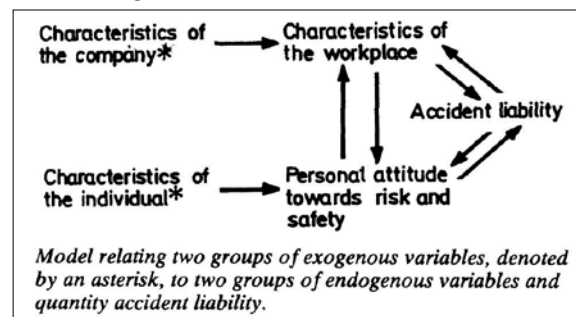 Characteristics of
the company*
Characteristics of
the workplace
Accident liability
Characteristics of
the individual*
Personal attitude
towards risk and
safety
Model relating two groups of exogenous variables, denoted
by an asterisk, to two groups of endogenous variables and
quantity accident liability.